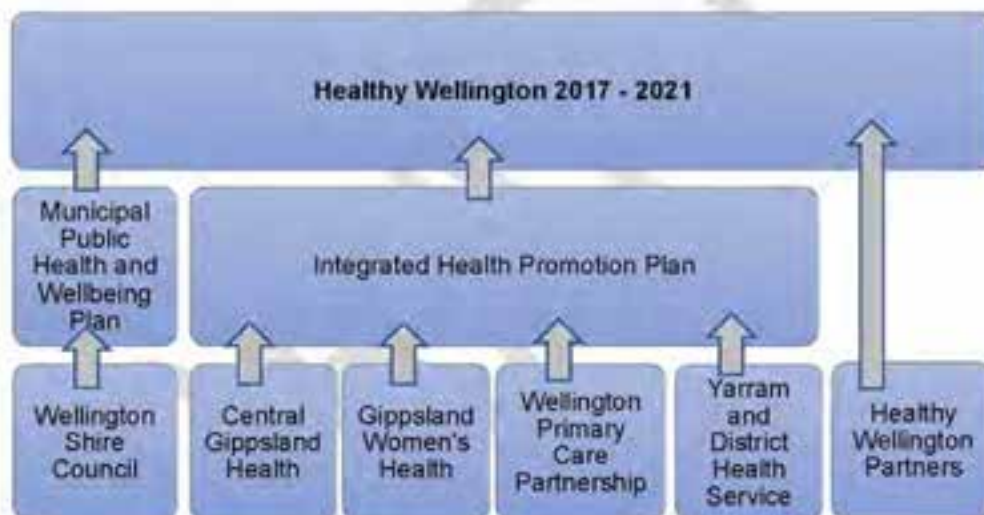 Healthy Wellington 2017 - 2021
Municipal
Public
Health and
Wellbeing
Plan
Integrated Health Promotion Plan
Wellington
Shire
Council
Central
Gippsland
Health
Gippsland
Women's
Health
Wellington
Primary
Care
Partnership
Yarram
and
District
Health
Service
Healthy
Wellington
Partners